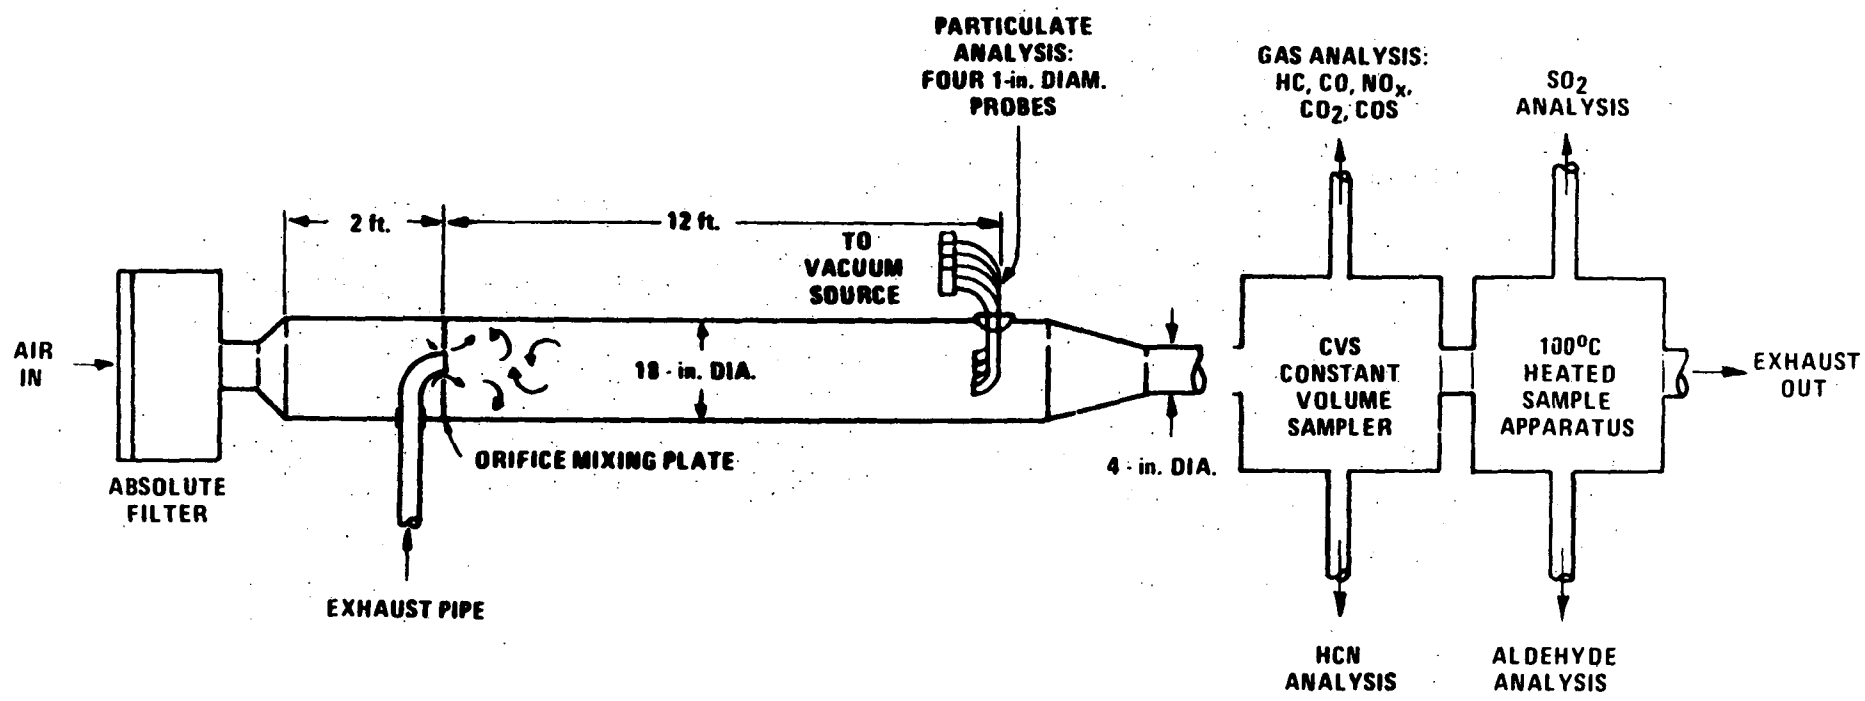 PARTICULATE
ANALYSIS:
FOUR 1-in. DIAM.
PROBES
GAS ANALYSIS:
HC, CO, NOx,
CO2, COS
SO2
ANALYSIS
2 ft.
12 ft.
TO
VACUUM
SOURCE
AIR
IN
18 - in. DIA.
CVS
CONSTANT
VOLUME
SAMPLER
100°C
HEATED
SAMPLE
APPARATUS
EXHAUST
OUT
ORIFICE MIXING PLATE
4 - in. DIA.
ABSOLUTE
FILTER
EXHAUST PIPE
HCN
ANALYSIS
ALDEHYDE
ANALYSIS